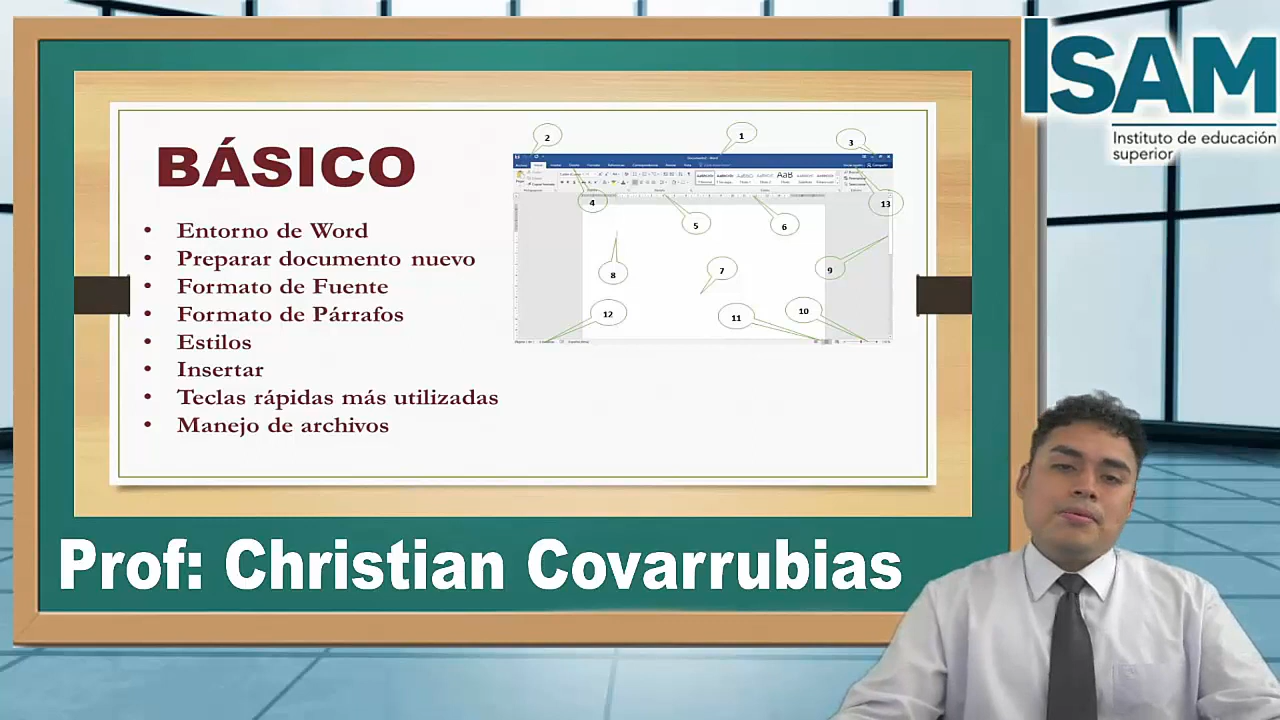 ISAM
Instituto de educación
superior
BÁSICO
• Entorno de Word
• Preparar documento nuevo
• Formato de Fuente
• Formato de Párrafos
• Estilos
• Insertar
• Teclas rápidas más utilizadas
• Manejo de archivos
2
1
3
4
5
6
13
8
7
9
12
11
10
Prof: Christian Covarrubias